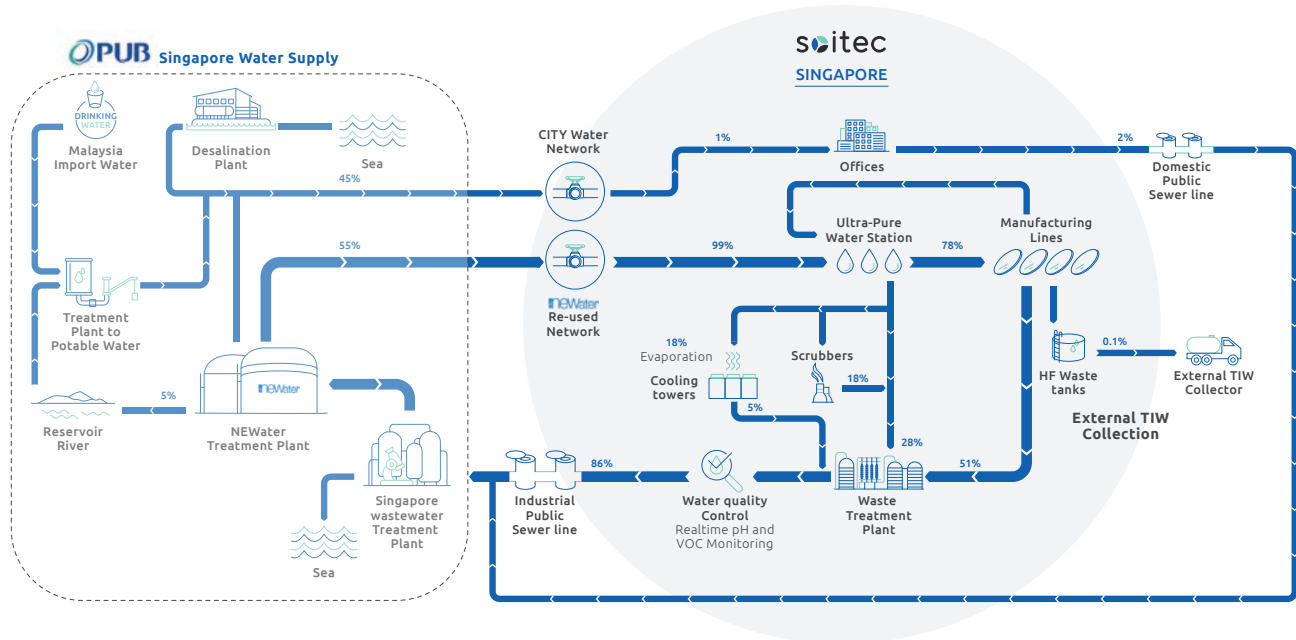 PUB Singapore Water Supply
soitec
SINGAPORE
DRINKING
WATER
Malaysia
Import Water
Desalination
Plant
Sea
45%
CITY Water
Network
1%
Offices
2%
Domestic
Public
Sewer line
55%
99%
Ultra-Pure
Water Station
78%
Manufacturing
Lines
Treatment
Plant to
Potable Water
neWater
Re-used
Network
18%
Evaporation
Cooling
towers
Scrubbers
18%
0.1%
HF Waste
tanks
External TIW
Collector
External TIW
Collection
neWater
5%
Reservoir
River
NEWater
Treatment Plant
5%
28%
51%
86%
Singapore
wastewater
Treatment
Plant
Industrial
Public
Sewer line
Water quality
Control
Realtime pH and
VOC Monitoring
Waste
Treatment
Plant
Sea